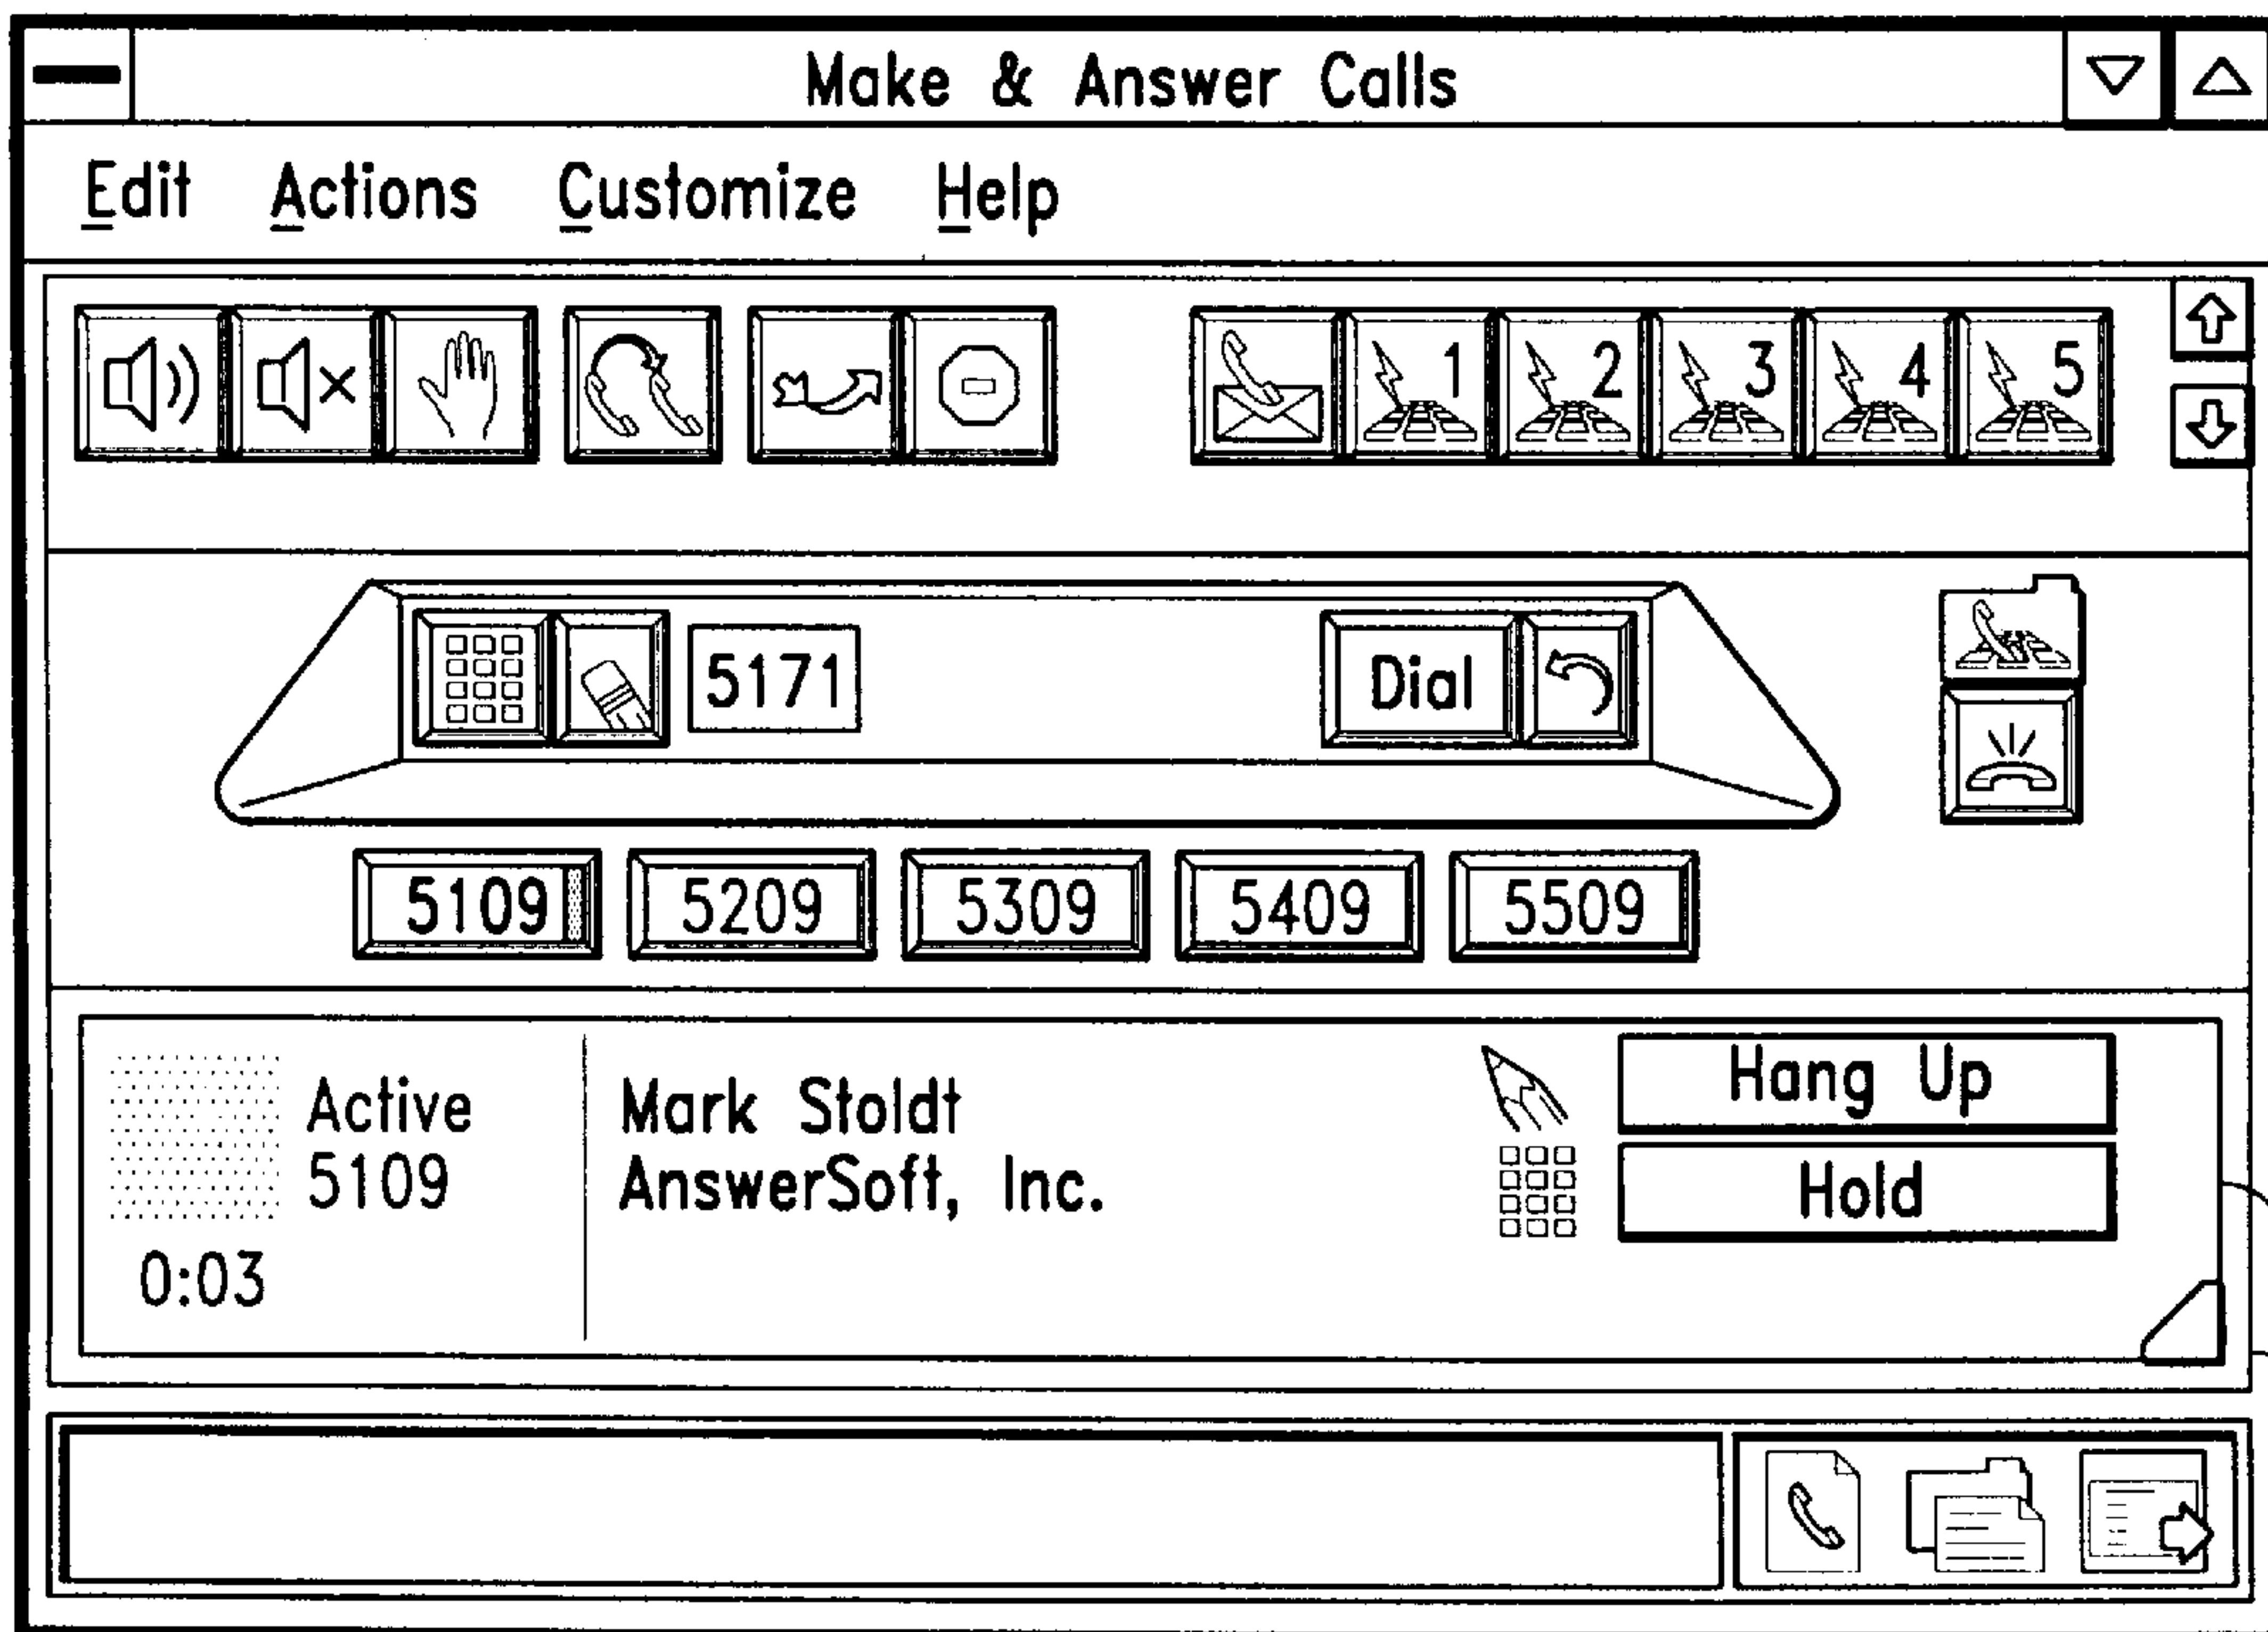 Make & Answer Calls
Edit Actions Customize Help
1 2 3 4 5
5171 Dial
5109 5209 5309 5409 5509
Active
5109
0:03
Mark Stoldt
AnswerSoft, Inc.
Hang Up
Hold